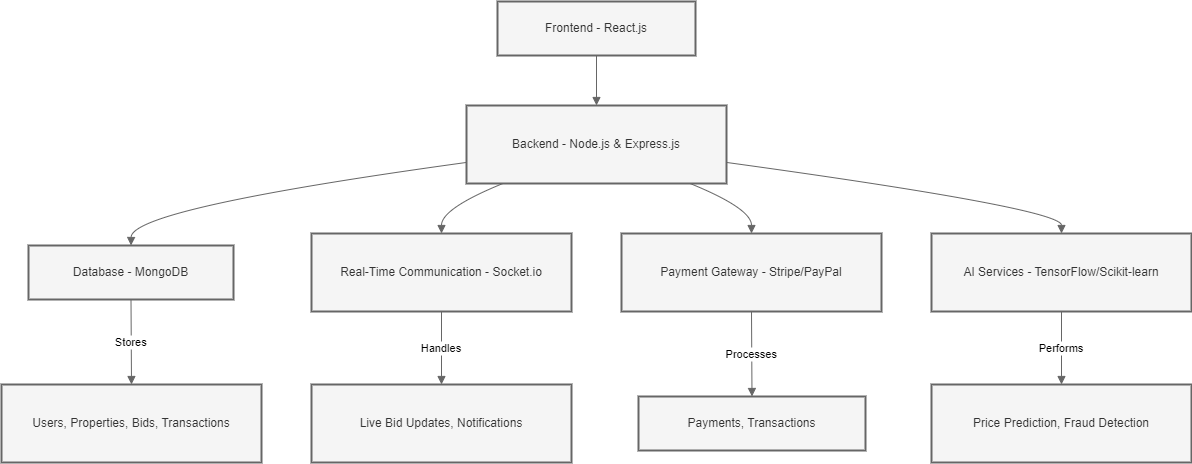 Frontend - React.js
Backend - Node.js & Express.js
Database - MongoDB
Real-Time Communication - Socket.io
Payment Gateway - Stripe/PayPal
AI Services - TensorFlow/Scikit-learn
Stores
Handles
Processes
Performs
Users, Properties, Bids, Transactions
Live Bid Updates, Notifications
Payments, Transactions
Price Prediction, Fraud Detection